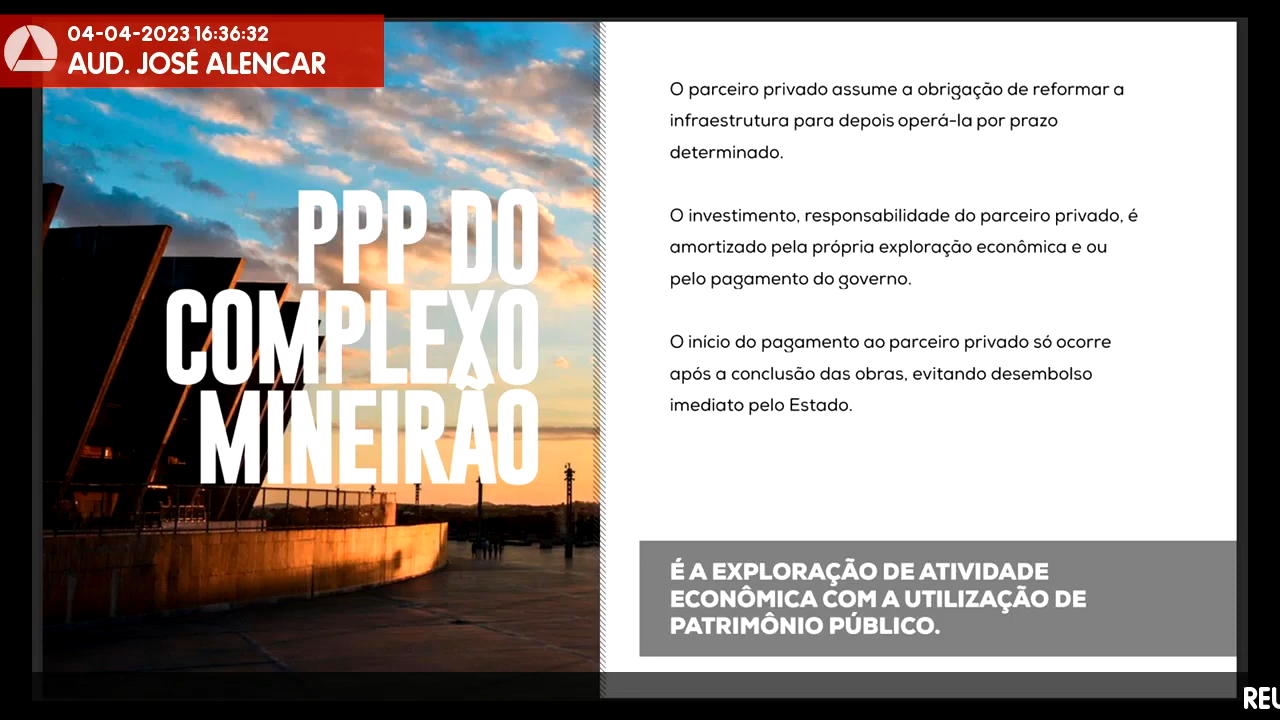 04-04-2023 16:36:32
AUD. JOSÉ ALENCAR
PPP DO
COMPLEXO
MINEIRÃO
O parceiro privado assume a obrigação de reformar a
infraestrutura para depois operá-la por prazo
determinado.
O investimento, responsabilidade do parceiro privado, é
amortizado pela própria exploração econômica e ou
pelo pagamento do governo.
O início do pagamento ao parceiro privado só ocorre
após a conclusão das obras, evitando desembolso
imediato pelo Estado.
É A EXPLORAÇÃO DE ATIVIDADE
ECONÔMICA COM A UTILIZAÇÃO DE
PATRIMÔNIO PÚBLICO.